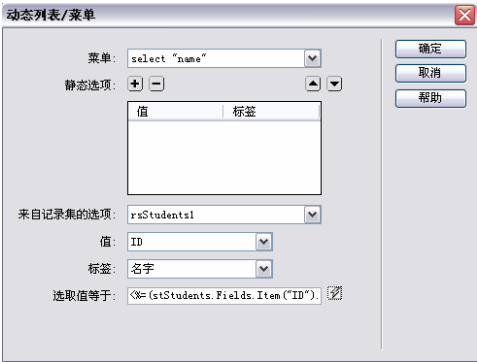 动态列表/菜单
菜单: select "name"
确定
静态选项:
取消
帮助
值 标签
来自记录集的选项: rsStudents1
值: ID
标签: 名字
选取值等于: <%=(stStudents.Fields.Item("ID").